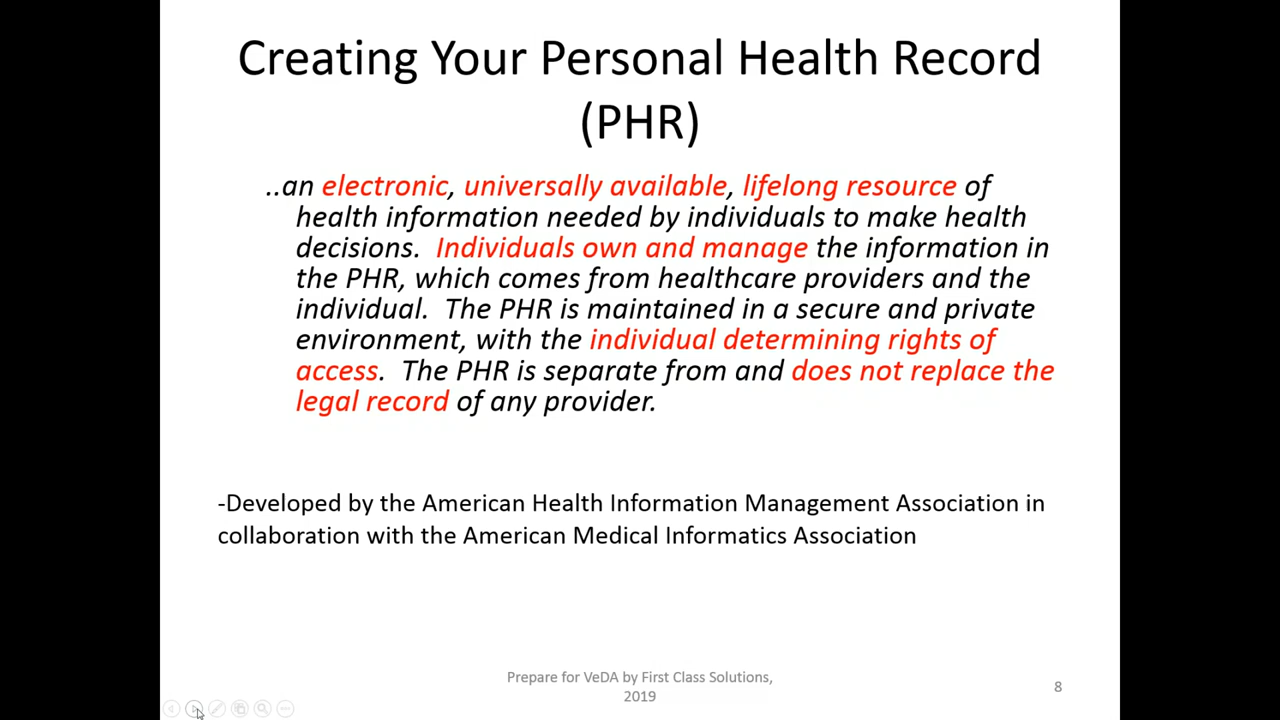 Creating Your Personal Health Record
(PHR)
..an electronic, universally available, lifelong resource of
health information needed by individuals to make health
decisions.  Individuals own and manage the information in
the PHR, which comes from healthcare providers and the
individual.  The PHR is maintained in a secure and private
environment, with the individual determining rights of
access.  The PHR is separate from and does not replace the
legal record of any provider.
-Developed by the American Health Information Management Association in
collaboration with the American Medical Informatics Association
Prepare for VeDA by First Class Solutions,
2019
8